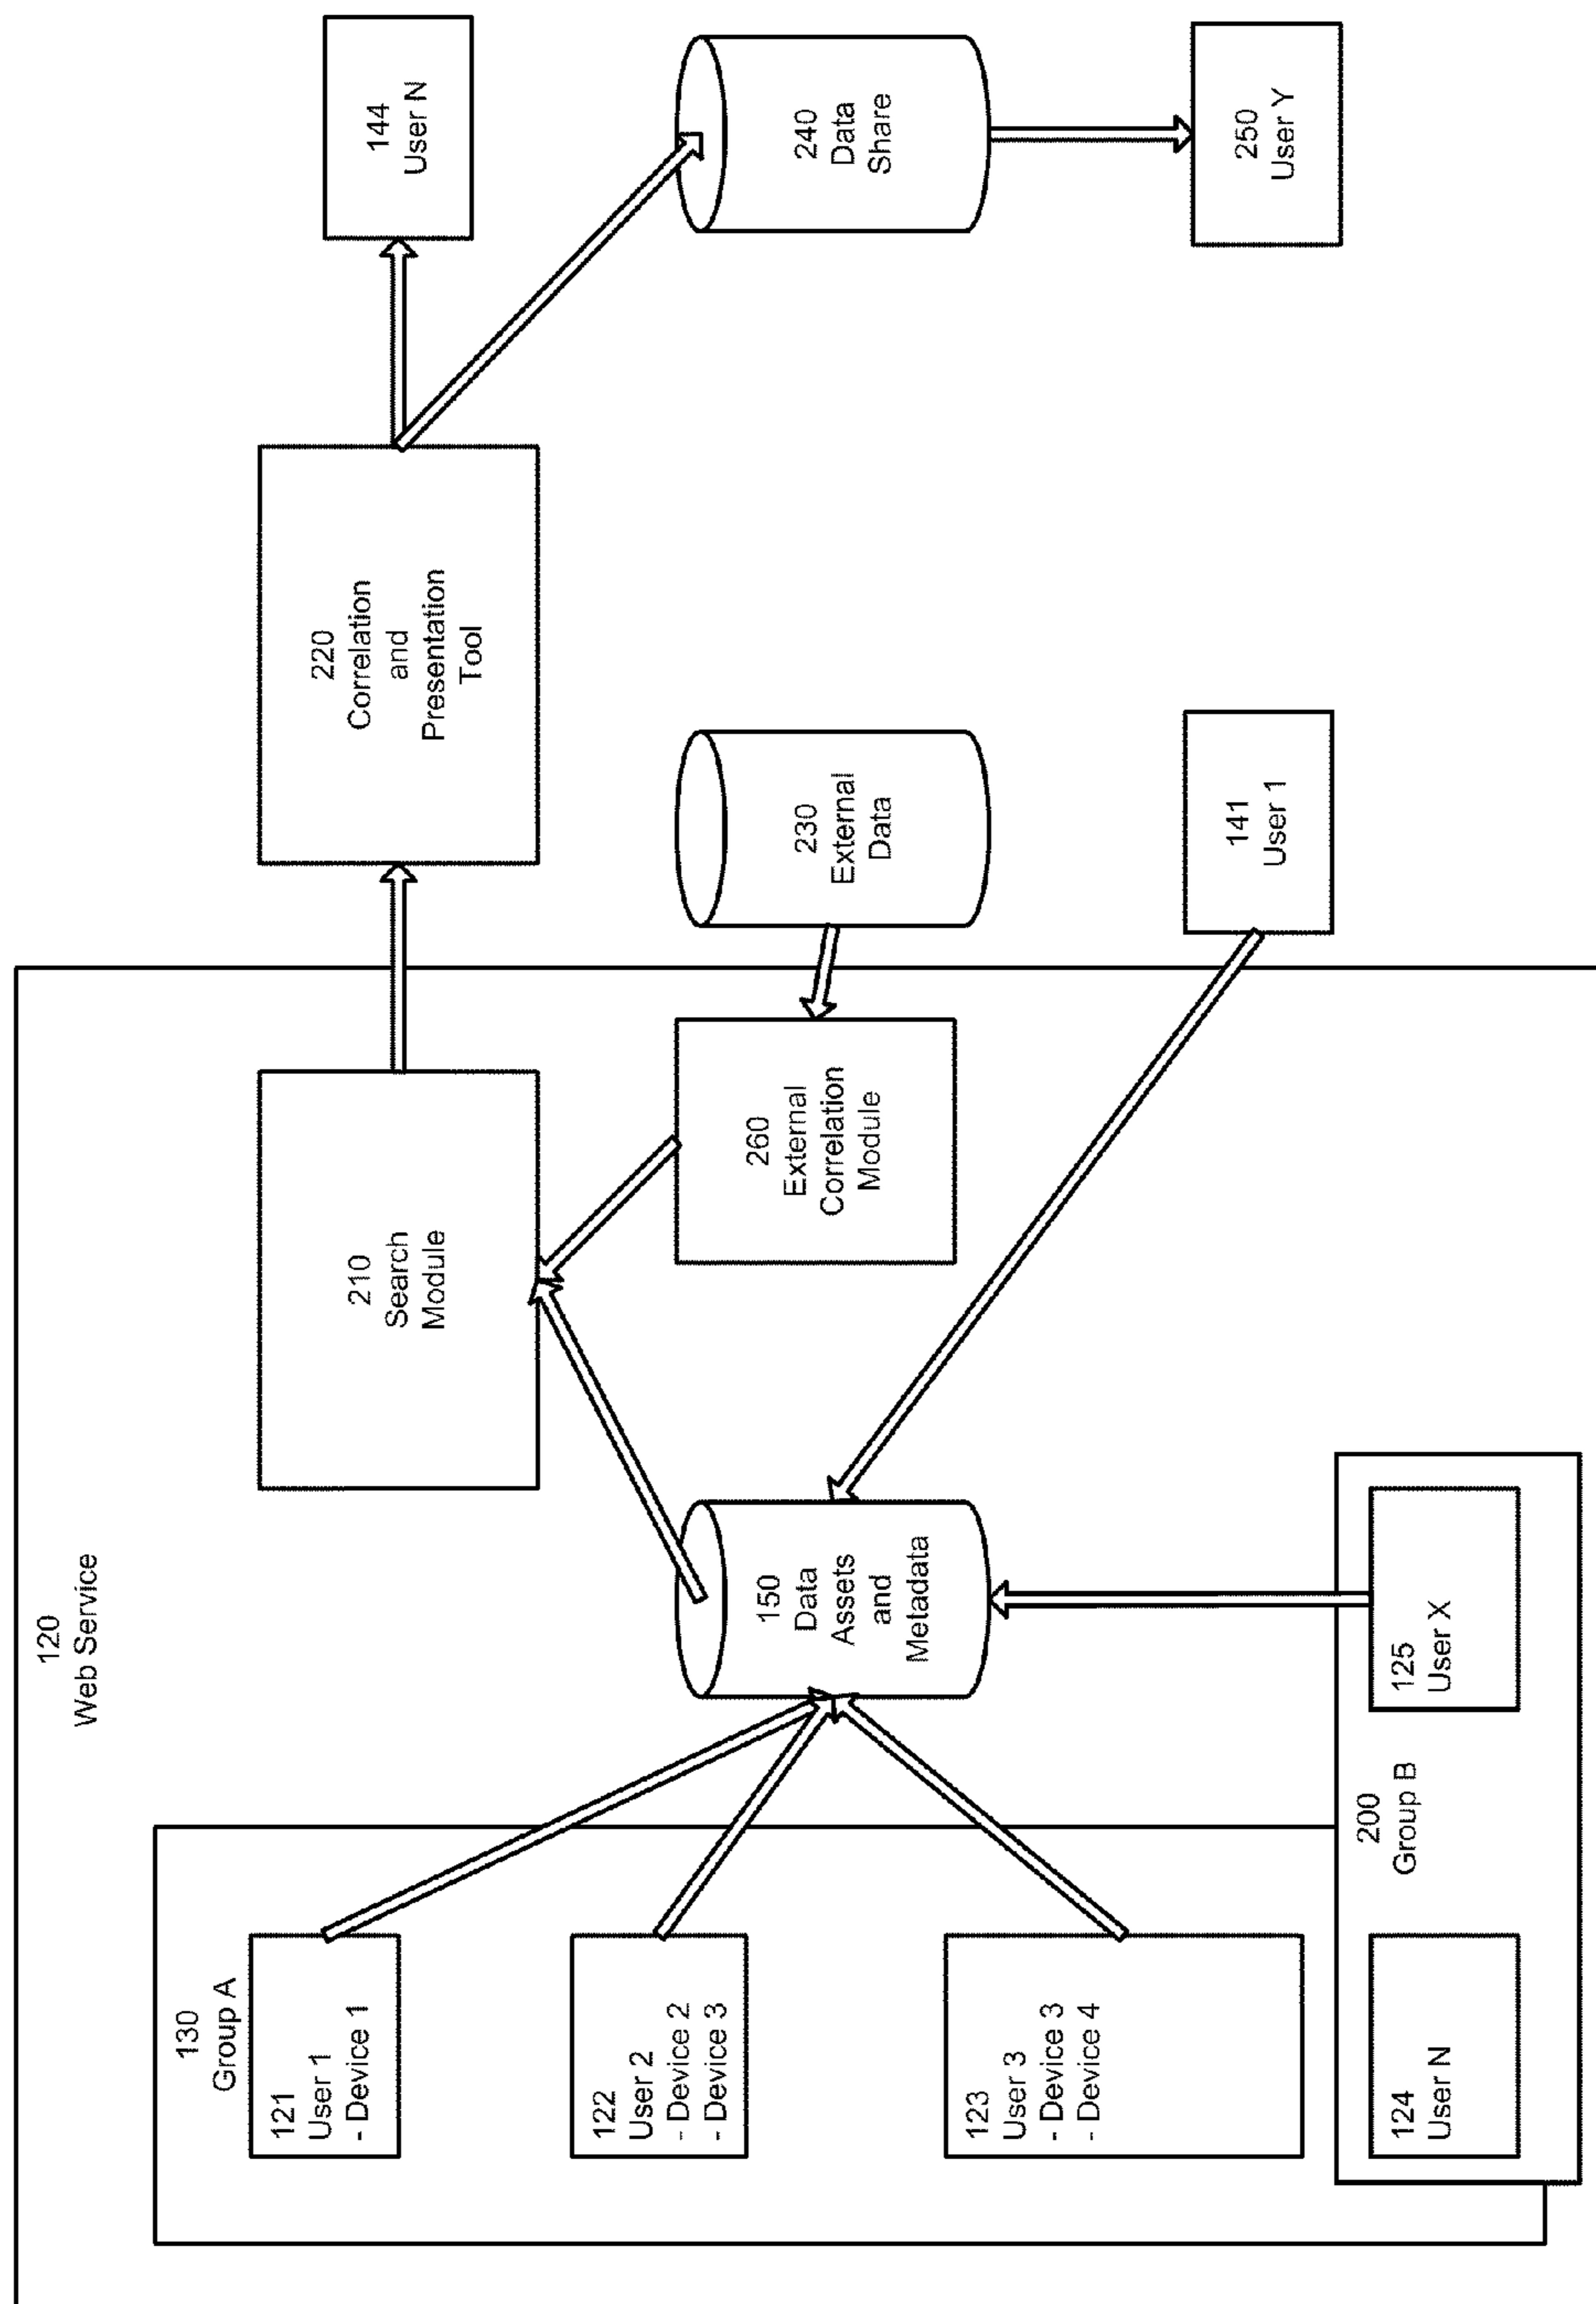 120
Web Service
130
Group A
121
User 1
- Device 1
122
User 2
- Device 2
- Device 3
123
User 3
- Device 3
- Device 4
124
User N
200
Group B
125
User X
150
Data
Assets
and
Metadata
210
Search
Module
260
External
Correlation
Module
230
External
Data
141
User 1
220
Correlation
and
Presentation
Tool
144
User N
240
Data
Share
250
User Y